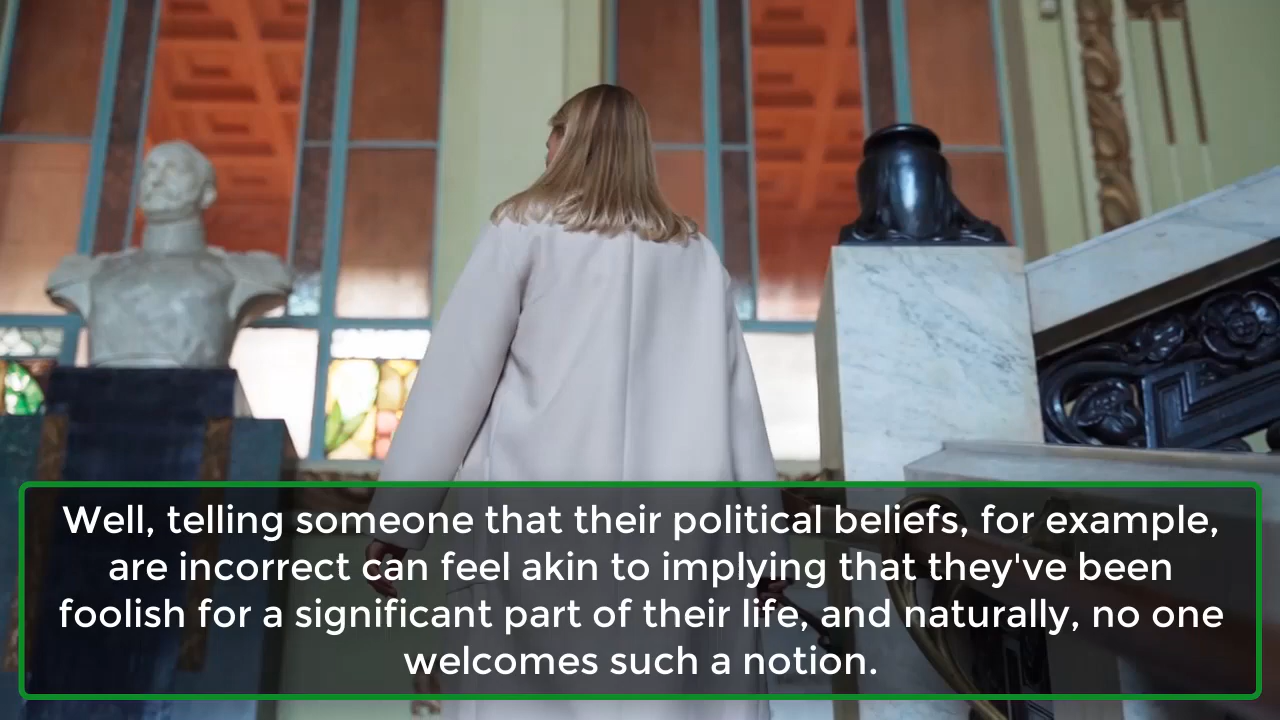 Well, telling someone that their political beliefs, for example,
are incorrect can feel akin to implying that they've been
foolish for a significant part of their life, and naturally, no one
welcomes such a notion.